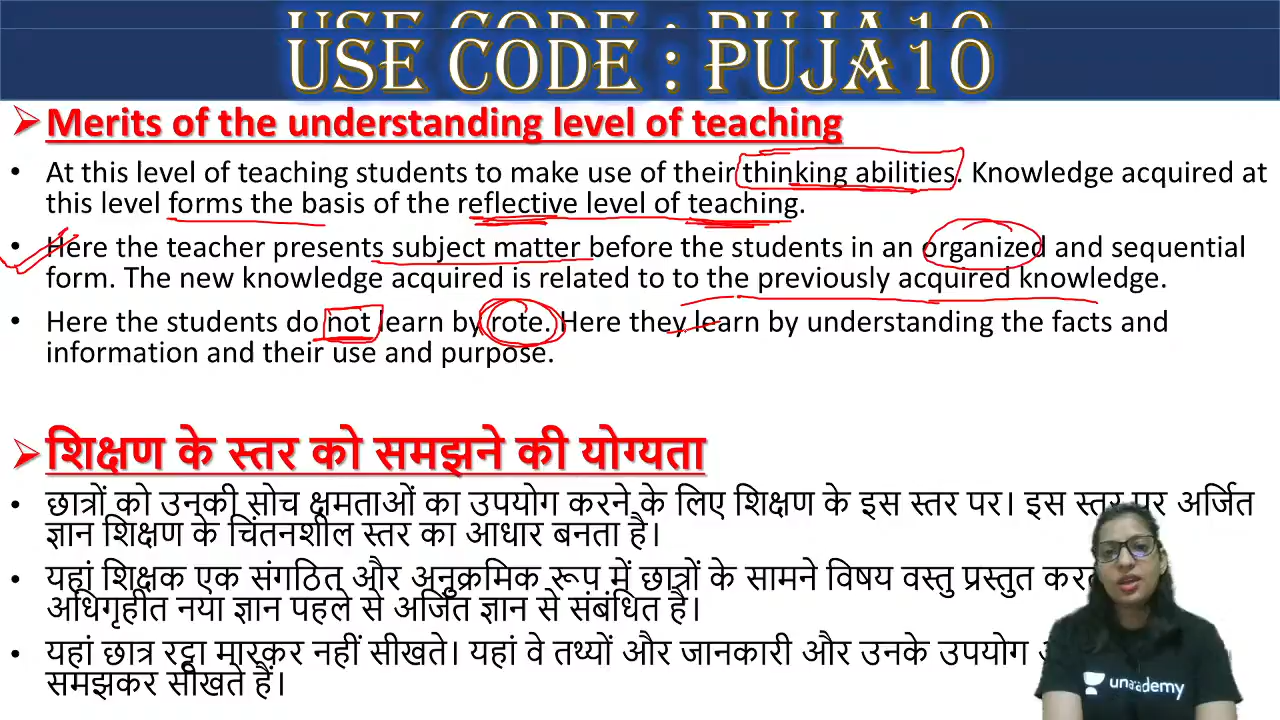 USE CODE : PUJA10
USE CODE : PUJA10
Merits of the understanding level of teaching
• At this level of teaching students to make use of their thinking abilities. Knowledge acquired at
this level forms the basis of the reflective level of teaching.
• Here the teacher presents subject matter before the students in an organized and sequential
form. The new knowledge acquired is related to to the previously acquired knowledge.
• Here the students do not learn by rote. Here they learn by understanding the facts and
information and their use and purpose.
शिक्षण के स्तर को समझने की योग्यता
• छात्रों को उनकी सोच क्षमताओं का उपयोग करने के लिए शिक्षण के इस स्तर पर। इस स्तर पर अर्जित
ज्ञान शिक्षण के चिंतनशील स्तर का आधार बनता है।
• यहां शिक्षक एक संगठित और अनुक्रमिक रूप में छात्रों के सामने विषय वस्तु प्रस्तुत
अधिगृहीत नया ज्ञान पहले से अर्जित ज्ञान से संबंधित है।
• यहां छात्र रट्टा मारकर नहीं सीखते। यहां वे तथ्यों और जानकारी और उनके उपयोग
समझकर सीखते हैं।
unacademy